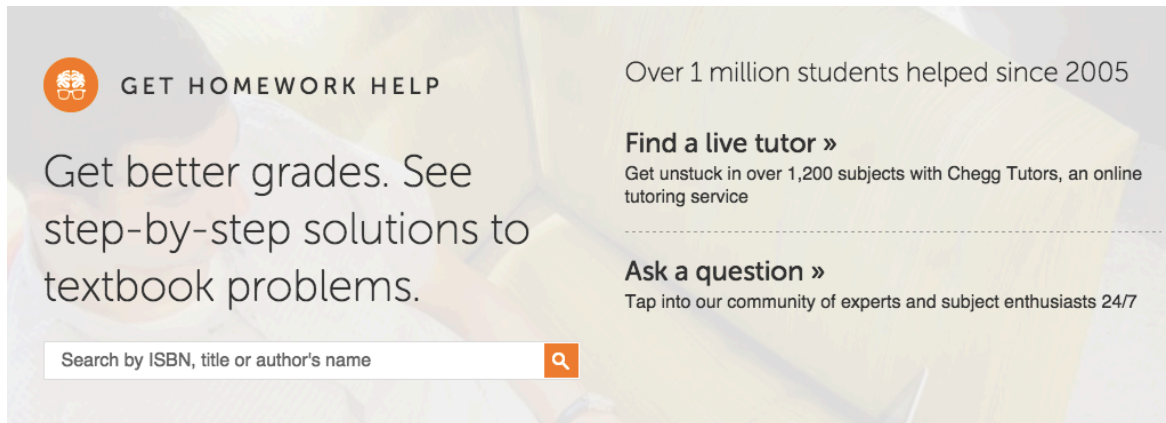 GET HOMEWORK HELP
Get better grades. See
step-by-step solutions to
textbook problems.
Search by ISBN, title or author's name
Over 1 million students helped since 2005
Find a live tutor »
Get unstuck in over 1,200 subjects with Chegg Tutors, an online
tutoring service
Ask a question »
Tap into our community of experts and subject enthusiasts 24/7